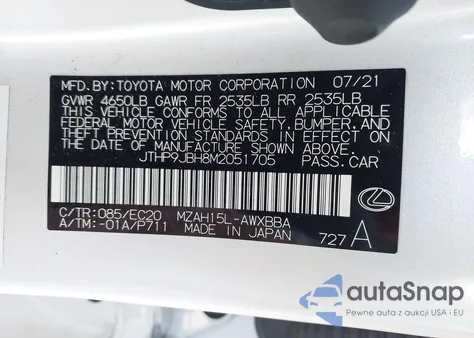 MFD.BY:TOYOTA MOTOR CORPORATION 07/21
GVWR 4650LB GAWR FR 2535LB RR 2535LB
THIS VEHICLE CONFORMS TO ALL APPLICABLE
FEDERAL MOTOR VEHICLE SAFETY, BUMPER, AND
THEFT PREVENTION STANDARDS IN EFFECT ON
THE DATE OF MANUFACTURE SHOWN ABOVE.
JTHP9JBH8M2051705 PASS.CAR
C/TR:085/EC20 MZAH15L-AWXBBA
A/TM:-01A/P711 MADE IN JAPAN 727A
autaSnap
Pewne auta z aukcji USA i EU